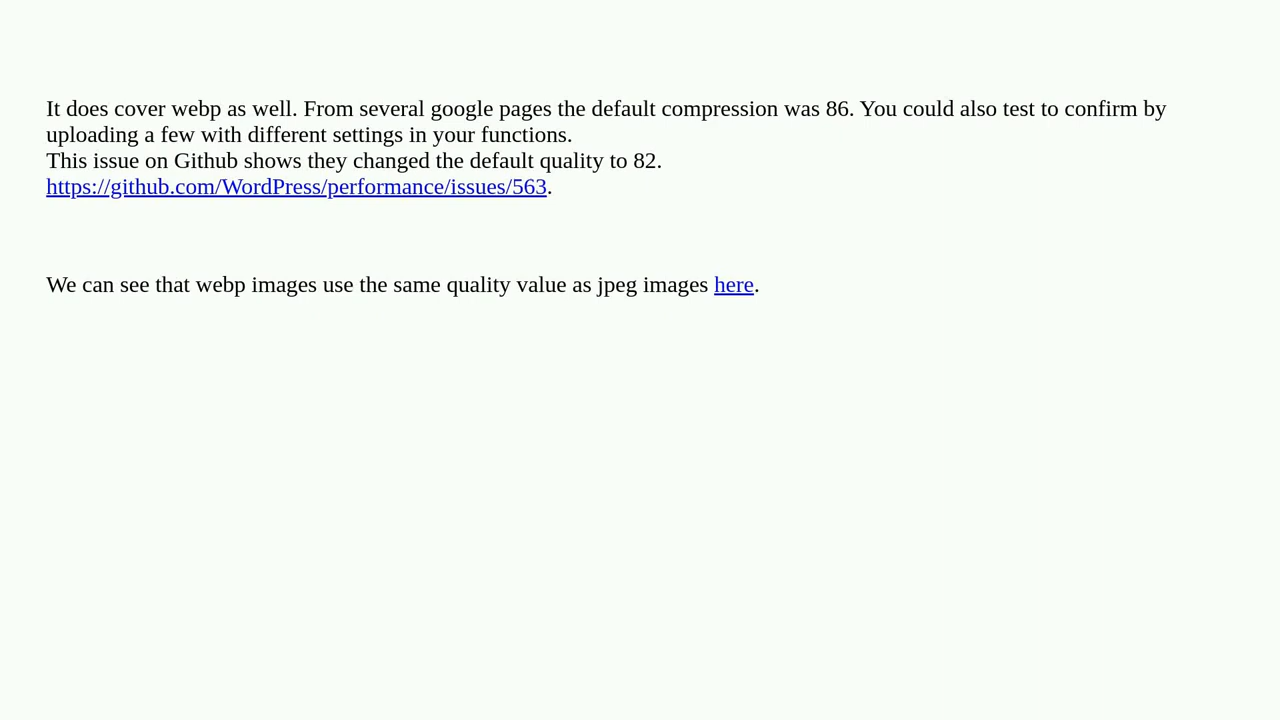 It does cover webp as well. From several google pages the default compression was 86. You could also test to confirm by
uploading a few with different settings in your functions.
This issue on Github shows they changed the default quality to 82.
https://github.com/WordPress/performance/issues/563.
We can see that webp images use the same quality value as jpeg images here.